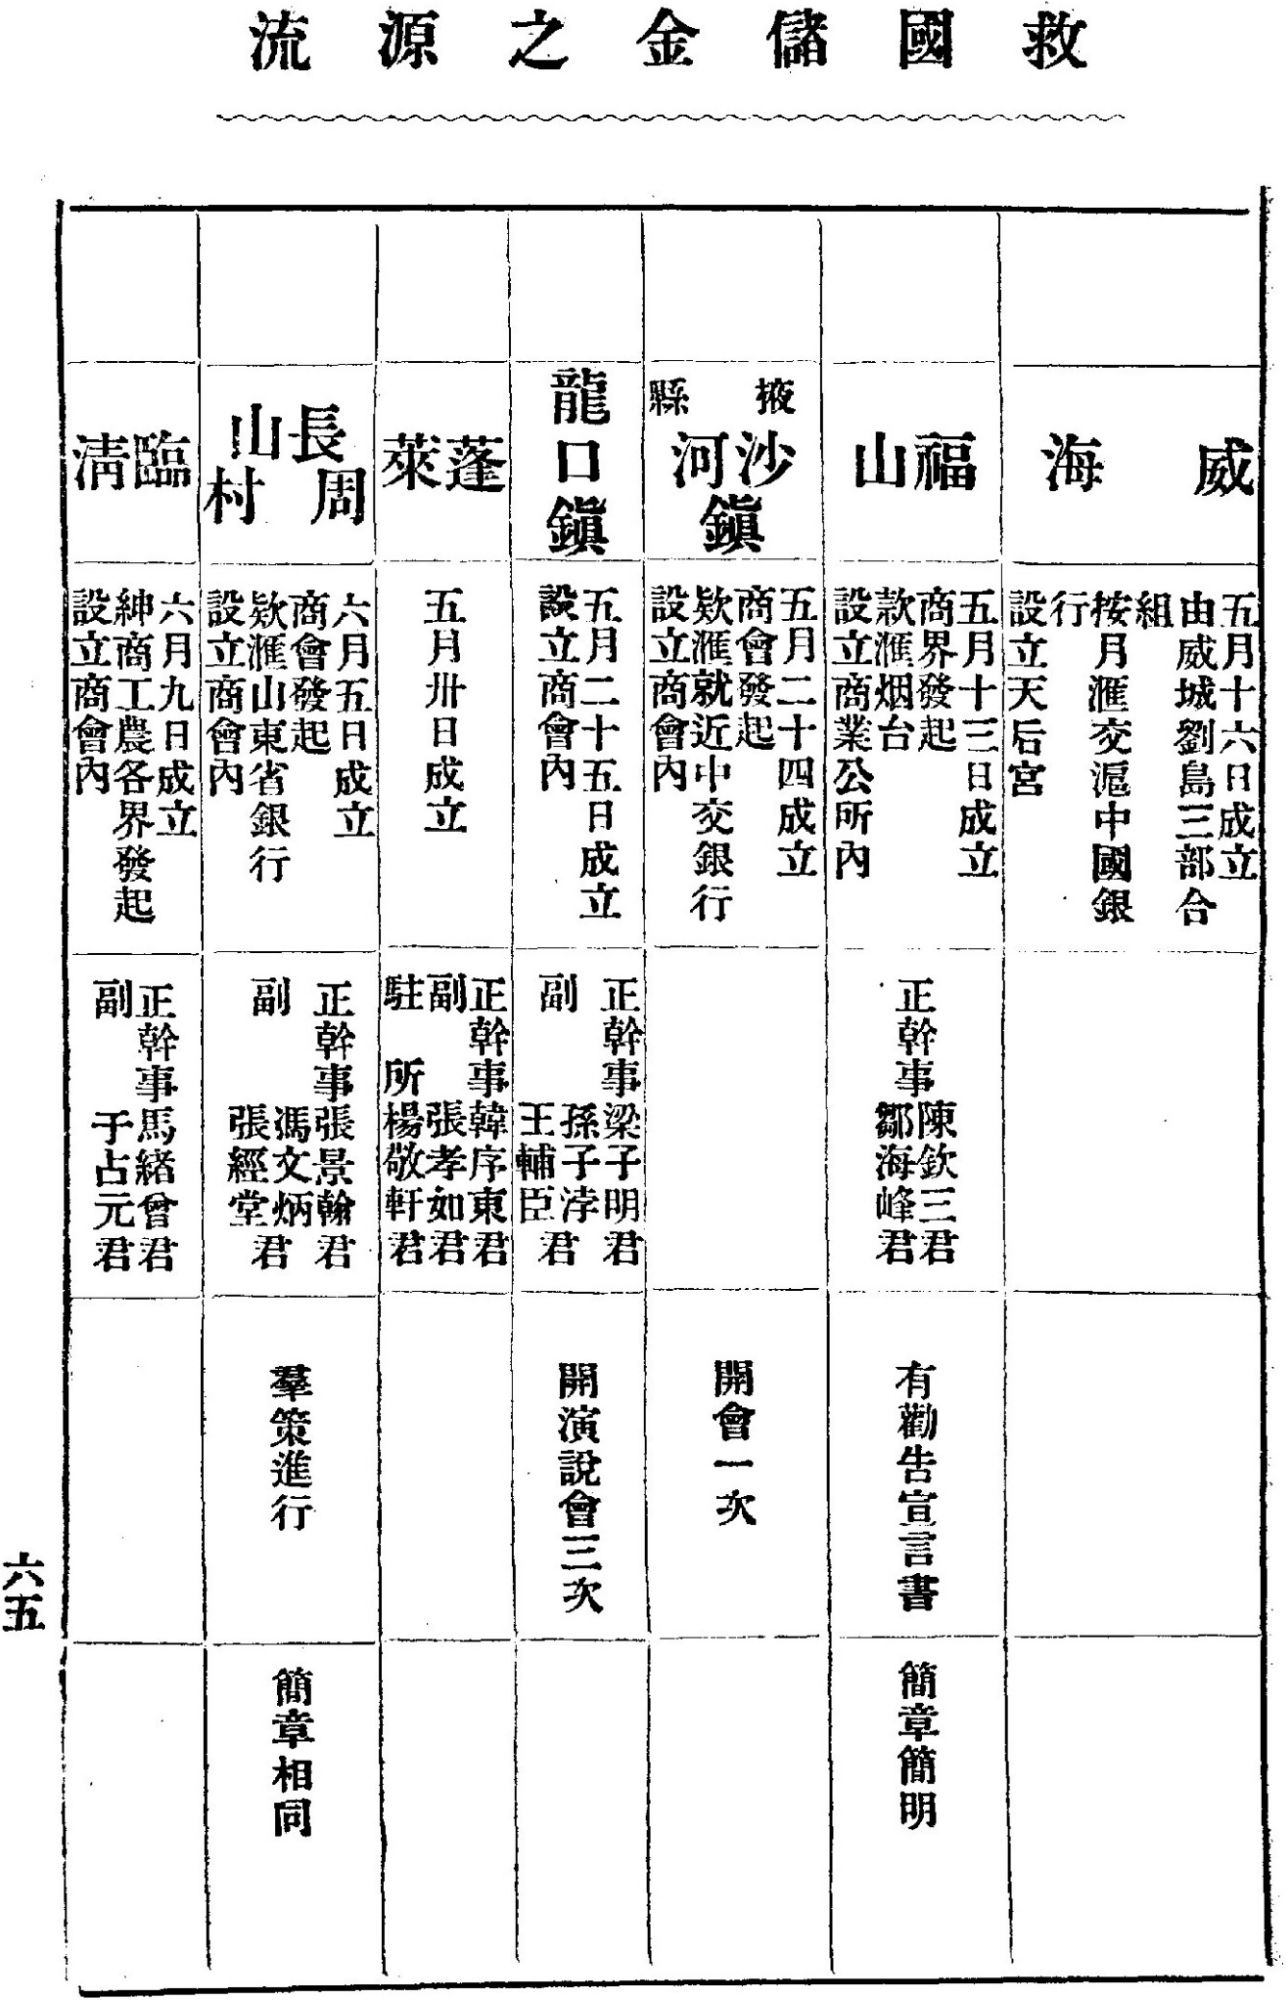 救國儲金之源流
威海
五月十六日成立
由威城劉島三部合
組
按月滙交滬中國銀
行
設立天后宮
福山
五月十三日成立
商界發起
款滙烟台
設立商業公所內
正幹事陳欽三君
鄒海峰君
有勸告宣言書
簡章簡明
掖縣
沙河
鎭
五月二十四成立
商會發起
欵滙就近中交銀行
設立商會內
開會一次
龍口鎭
五月二十五日成立
設立商會內
正幹事梁子明君
副 孫子浡
王輔臣君
開演說會三次
蓬萊
五月卅日成立
正幹事韓序東君
副 張孝如君
駐所楊敬軒君
長山
周村
六月五日成立
商會發起
欵滙山東省銀行
設立商會內
正幹事張景翰君
副 馮文炳
張經堂君
羣策進行
簡章相同
臨淸
六月九日成立
紳商工農各界發起
設立商會內
正幹事馬緒曾君
副 于占元君
六五